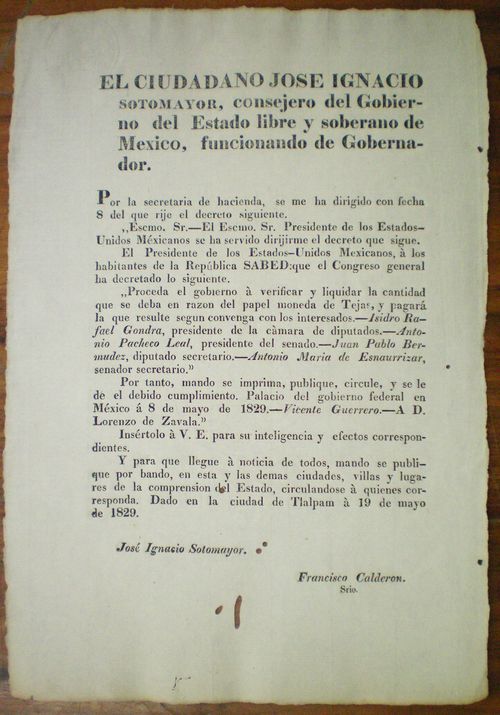 EL CIUDADANO JOSE IGNACIO
SOTOMAYOR, consejero del Gobier-
no del Estado libre y soberano de
Mexico, funcionando de Goberna-
dor.
Por la secretaria de hacienda, se me ha dirigido con fecha
8 del que rije el decreto siguiente.
,,Escmo. Sr.—El Escmo. Sr. Presidente de los Estados-
Unidos Méxicanos se ha servido dirijirme el decreto que sigue.
El Presidente de los Estados-Unidos Mexicanos, à los
habitantes de la República SABED:que el Congreso general
ha decretado lo siguiente.
,,Proceda el gobierno à verificar y liquidar la cantidad
que se deba en razon del papel moneda de Tejas, y pagará
la que resulte segun convenga con los interesados.—Isidro Ra-
fael Gondra, presidente de la càmara de diputados.—Anto-
nio Pacheco Leal, presidente del senado.—Juan Pablo Ber-
mudez, diputado secretario.—Antonio Maria de Esnaurrizar,
senador secretario.”
Por tanto, mando se imprima, publique, circule, y se le
de el debido cumplimiento. Palacio del gobierno federal en
México á 8 de mayo de 1829.—Vicente Guerrero.—A D.
Lorenzo de Zavala.”
Insértolo à V. E. para su inteligencia y efectos correspon-
dientes.
Y para que llegue à noticia de todos, mando se publi-
que por bando, en esta y las demas ciudades, villas y luga-
res de la comprension del Estado, circulandose à quienes cor-
responda. Dado en la ciudad de Tlalpam à 19 de mayo
de 1829.
José Ignacio Sotomayor.
Francisco Calderon.
Srio.